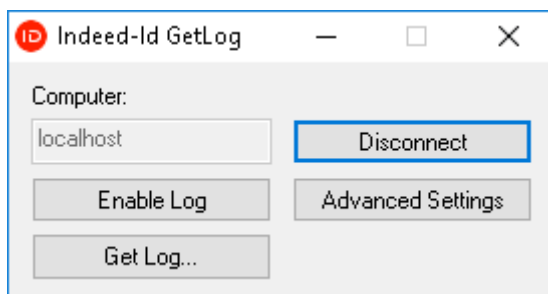 ID Indeed-Id GetLog
Computer:
localhost
Disconnect
Enable Log
Advanced Settings
Get Log...